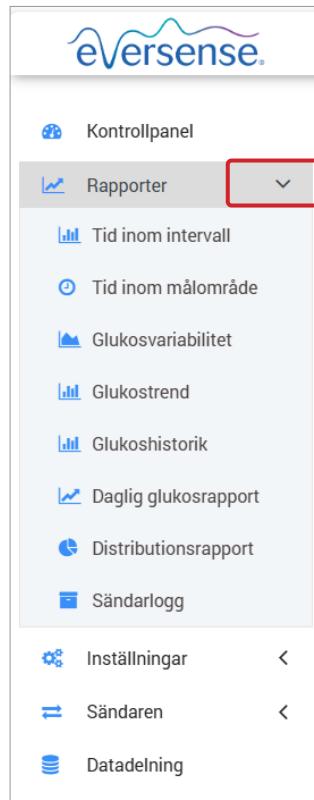 eversense.
Kontrollpanel
Rapporter
Tid inom intervall
Tid inom målområde
Glukosvariabilitet
Glukostrend
Glukoshistorik
Daglig glukosrapport
Distributionsrapport
Sändarlogg
Inställningar
Sändaren
Datadelning